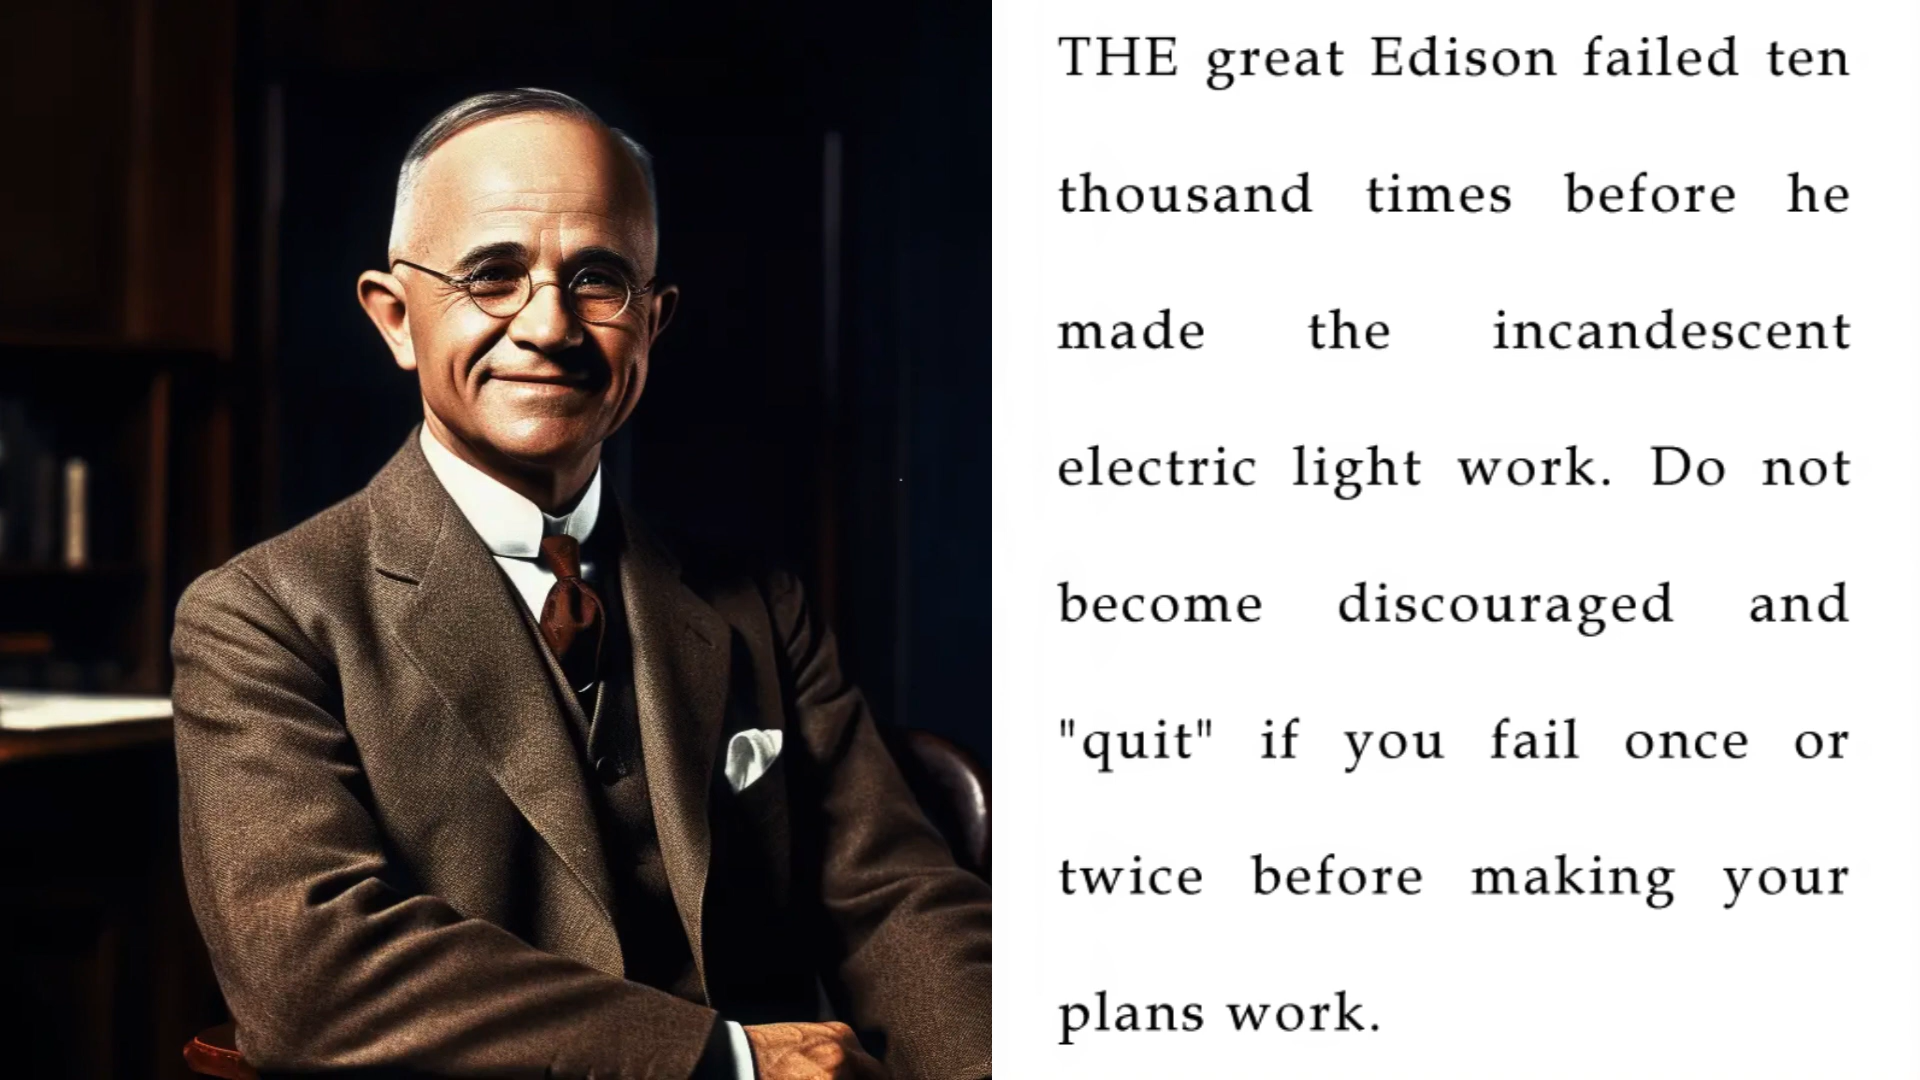 THE great Edison failed ten
thousand times before he
made the incandescent
electric light work. Do not
become discouraged and
"quit" if you fail once or
twice before making your
plans work.